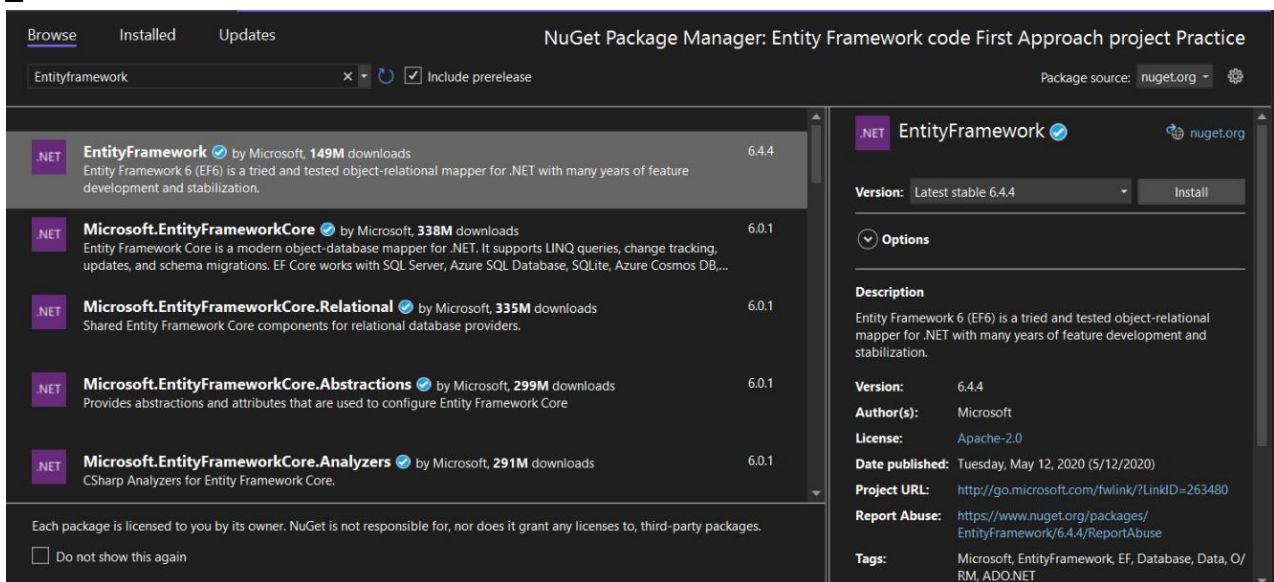 Browse Installed Updates NuGet Package Manager: Entity Framework code First Approach project Practice
Entityframework Include prerelease Package source: nuget.org
.NET EntityFramework by Microsoft, 149M downloads 6.4.4
Entity Framework 6 (EF6) is a tried and tested object-relational mapper for .NET with many years of feature
development and stabilization.
.NET Microsoft.EntityFrameworkCore by Microsoft, 338M downloads 6.0.1
Entity Framework Core is a modern object-database mapper for .NET. It supports LINQ queries, change tracking,
updates, and schema migrations. EF Core works with SQL Server, Azure SQL Database, SQLite, Azure Cosmos DB,...
.NET Microsoft.EntityFrameworkCore.Relational by Microsoft, 335M downloads 6.0.1
Shared Entity Framework Core components for relational database providers.
.NET Microsoft.EntityFrameworkCore.Abstractions by Microsoft, 299M downloads 6.0.1
Provides abstractions and attributes that are used to configure Entity Framework Core
.NET Microsoft.EntityFrameworkCore.Analyzers by Microsoft, 291M downloads 6.0.1
CSharp Analyzers for Entity Framework Core.
Each package is licensed to you by its owner. NuGet is not responsible for, nor does it grant any licenses to, third-party packages.
Do not show this again
.NET EntityFramework nuget.org
Version: Latest stable 6.4.4 Install
Options
Description
Entity Framework 6 (EF6) is a tried and tested object-relational
mapper for .NET with many years of feature development and
stabilization.
Version: 6.4.4
Author(s): Microsoft
License: Apache-2.0
Date published: Tuesday, May 12, 2020 (5/12/2020)
Project URL: http://go.microsoft.com/fwlink/?LinkID=263480
Report Abuse: https://www.nuget.org/packages/
EntityFramework/6.4.4/ReportAbuse
Tags: Microsoft, EntityFramework, EF, Database, Data, O/
RM, ADO.NET